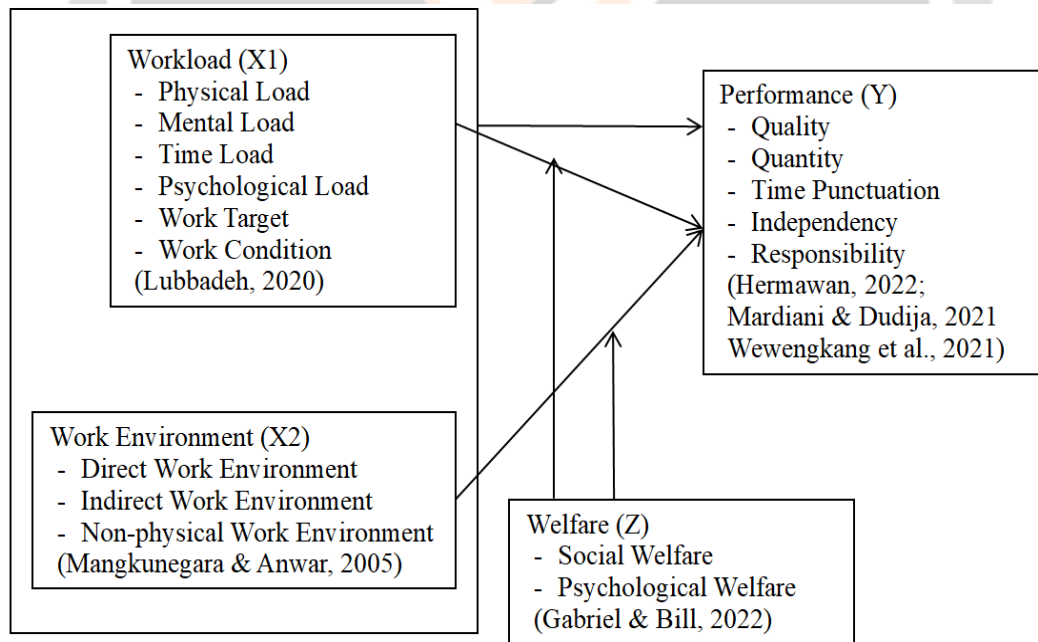 Workload (X1)
- Physical Load
- Mental Load
- Time Load
- Psychological Load
- Work Target
- Work Condition
(Lubbadeh, 2020)
Performance (Y)
- Quality
- Quantity
- Time Punctuation
- Independency
- Responsibility
(Hermawan, 2022;
Mardiani & Dudija, 2021
Wewengkang et al., 2021)
Work Environment (X2)
- Direct Work Environment
- Indirect Work Environment
- Non-physical Work Environment
(Mangkunegara & Anwar, 2005)
Welfare (Z)
- Social Welfare
- Psychological Welfare
(Gabriel & Bill, 2022)